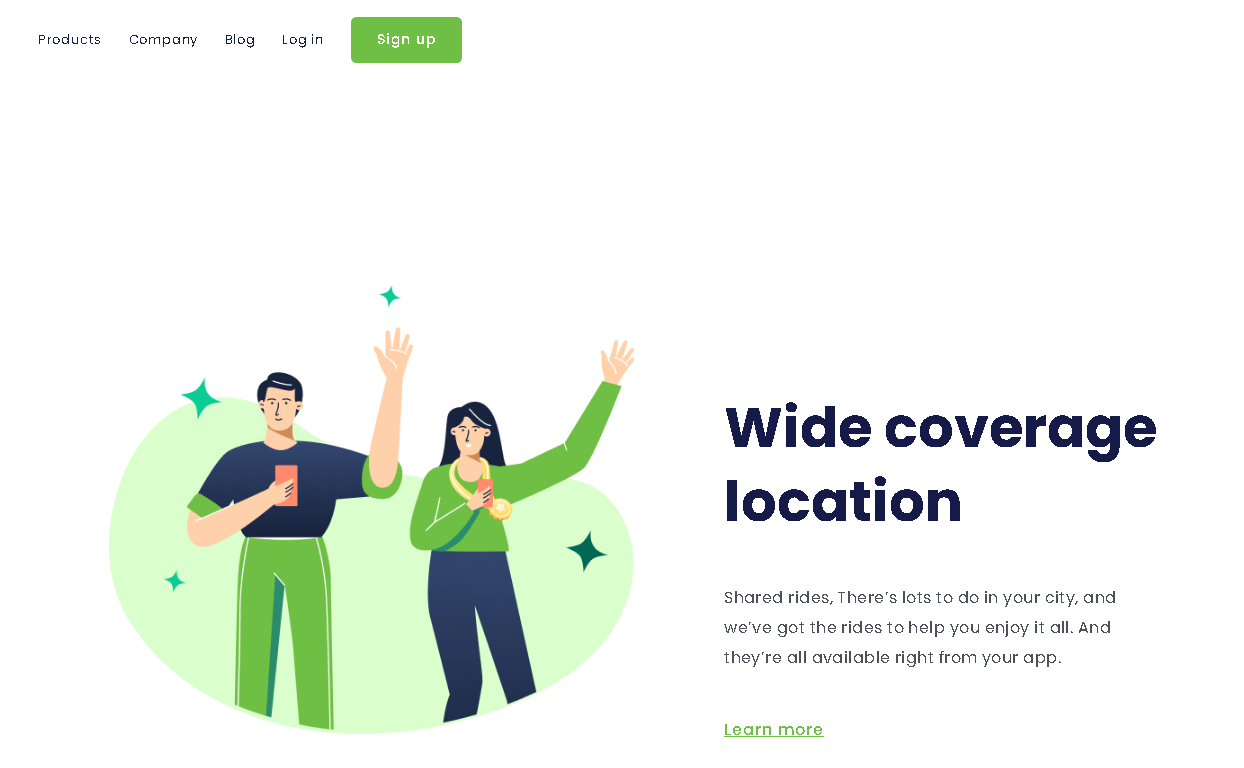 Products Company Blog Log in Sign up
Wide coverage
location
Shared rides, There’s lots to do in your city, and
we’ve got the rides to help you enjoy it all. And
they’re all available right from your app.
Learn more